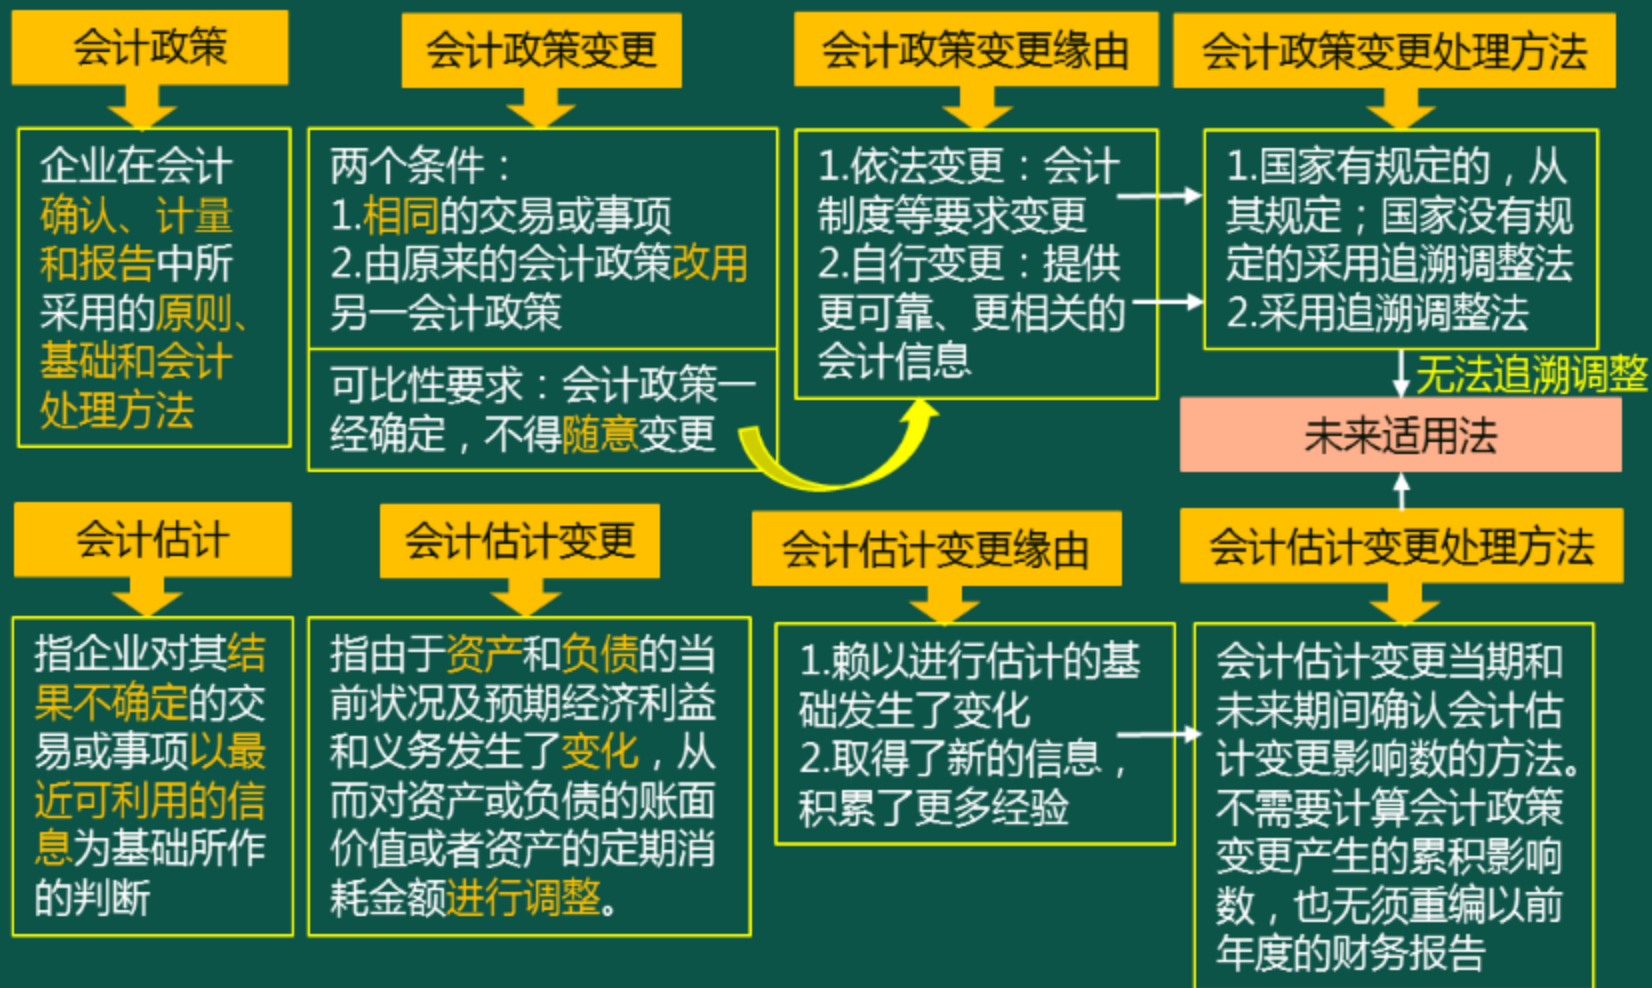 会计政策
企业在会计
确认、计量
和报告中所
采用的原则、
基础和会计
处理方法
会计政策变更
两个条件：
1.相同的交易或事项
2.由原来的会计政策改用
另一会计政策
可比性要求：会计政策一
经确定，不得随意变更
会计政策变更缘由
1.依法变更：会计
制度等要求变更
2.自行变更：提供
更可靠、更相关的
会计信息
会计政策变更处理方法
1.国家有规定的，从
其规定；国家没有规
定的采用追溯调整法
2.采用追溯调整法
无法追溯调整
未来适用法
会计估计
指企业对其结
果不确定的交
易或事项以最
近可利用的信
息为基础所作
的判断
会计估计变更
指由于资产和负债的当
前状况及预期经济利益
和义务发生了变化，从
而对资产或负债的账面
价值或者资产的定期消
耗金额进行调整。
会计估计变更缘由
1.赖以进行估计的基
础发生了变化
2.取得了新的信息，
积累了更多经验
会计估计变更处理方法
会计估计变更当期和
未来期间确认会计估
计变更影响数的方法。
不需要计算会计政策
变更产生的累积影响
数，也无须重编以前
年度的财务报告